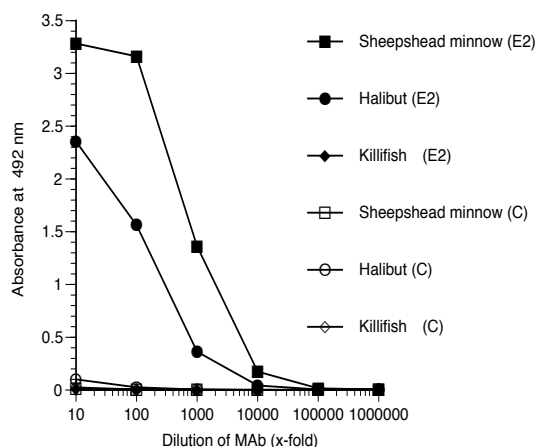 3.5
3
2.5
2
1.5
1
0.5
0
Absorbance at 492 nm
10 100 1000 10000 100000 1000000
Dilution of MAb (x-fold)
Sheepshead minnow (E2)
Halibut (E2)
Killifish (E2)
Sheepshead minnow (C)
Halibut (C)
Killifish (C)